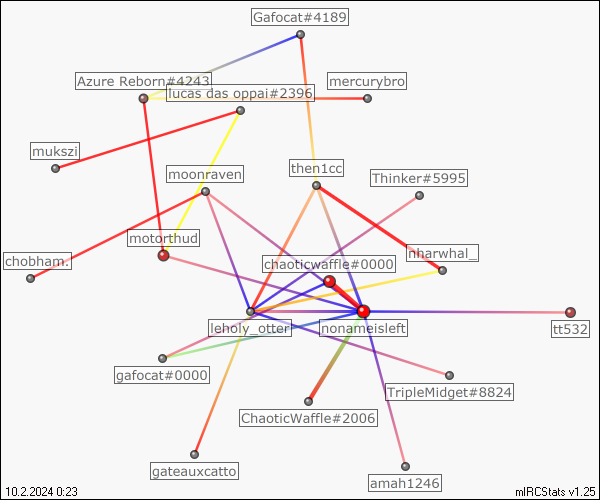 Gafocat#4189
Azure Reborn#4243
mercurybro
lucas das oppai#2396
mukszi
moonraven
then1cc
Thinker#5995
motorthud
chobham.
nharwhal_
chaoticwaffle#0000
leholy_otter
nonameisleft
tt532
gafocat#0000
TripleMidget#8824
ChaoticWaffle#2006
gateauxcatto
amah1246
10.2.2024 0:23
mIRCStats v1.25